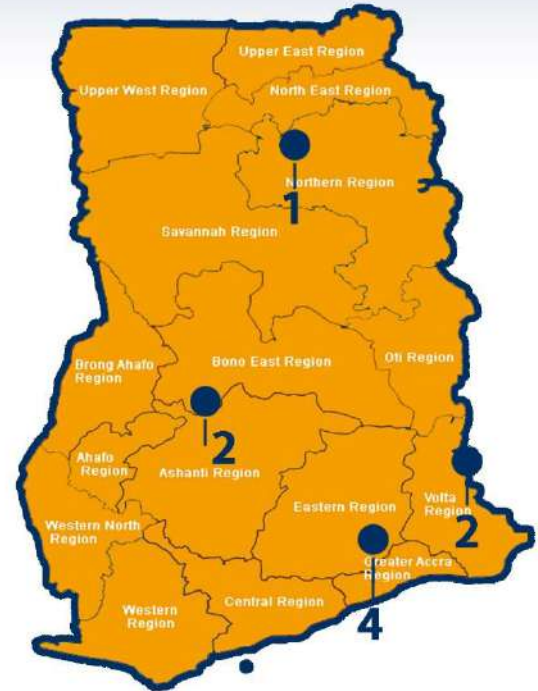 Upper East Region
Upper West Region
North East Region
Northern Region
1
Savannah Region
Oti Region
Bono East Region
Brong Ahafo
Region
2
Ahafo
Region
Ashanti Region
Volta
Region
Eastern Region
2
Western North
Region
Greater Accra
Region
Central Region
Western
Region
4